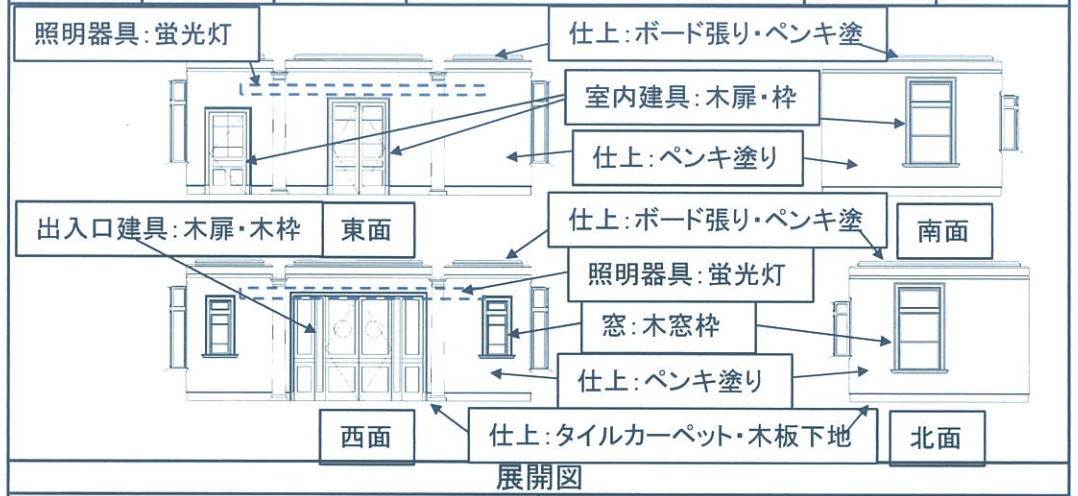 照明器具：蛍光灯
仕上：ボード張り・ペンキ塗
室内建具：木扉・枠
仕上：ペンキ塗り
出入口建具：木扉・木枠
東面
仕上：ボード張り・ペンキ塗
南面
照明器具：蛍光灯
窓：木窓枠
仕上：ペンキ塗り
西面
仕上：タイルカーペット・木板下地
北面
展開図